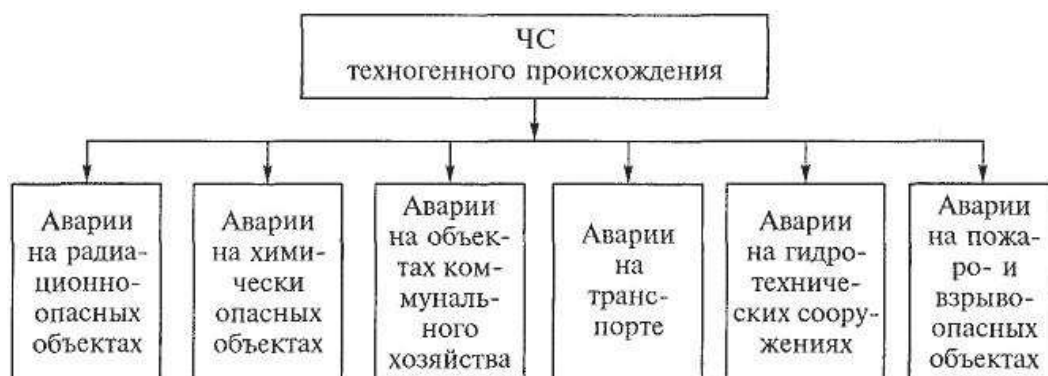 ЧС
техногенного происхождения
Аварии
на радиа-
ционно-
опасных
объектах
Аварии
на хими-
чески
опасных
объектах
Аварии
на объек-
тах ком-
муналь-
ного
хозяйства
Аварии
на
транс-
порте
Аварии
на гидро-
техниче-
ских соору-
жениях
Аварии
на пожа-
ро- и
взрыво-
опасных
объектах